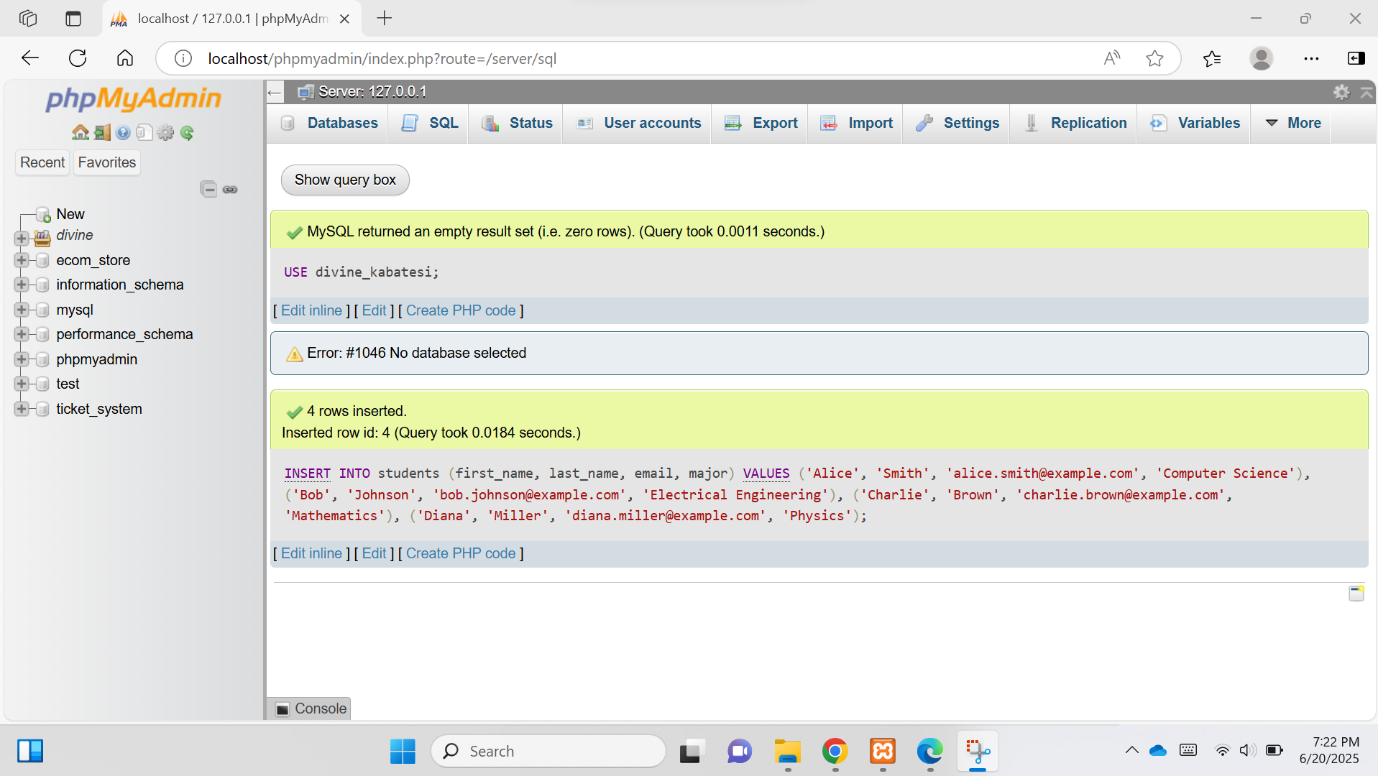 localhost / 127.0.0.1 | phpMyAdm
localhost/phpmyadmin/index.php?route=/server/sql
phpMyAdmin
Recent
Favorites
New
divine
ecom_store
information_schema
mysql
performance_schema
phpmyadmin
test
ticket_system
Server: 127.0.0.1
Databases
SQL
Status
User accounts
Export
Import
Settings
Replication
Variables
More
Show query box
MySQL returned an empty result set (i.e. zero rows). (Query took 0.0011 seconds.)
USE divine_kabatesi;
[ Edit inline ] [ Edit ] [ Create PHP code ]
Error: #1046 No database selected
4 rows inserted.
Inserted row id: 4 (Query took 0.0184 seconds.)
INSERT INTO students (first_name, last_name, email, major) VALUES ('Alice', 'Smith', 'alice.smith@example.com', 'Computer Science'),
('Bob', 'Johnson', 'bob.johnson@example.com', 'Electrical Engineering'), ('Charlie', 'Brown', 'charlie.brown@example.com',
'Mathematics'), ('Diana', 'Miller', 'diana.miller@example.com', 'Physics');
[ Edit inline ] [ Edit ] [ Create PHP code ]
Console
Search
7:22 PM
6/20/2025